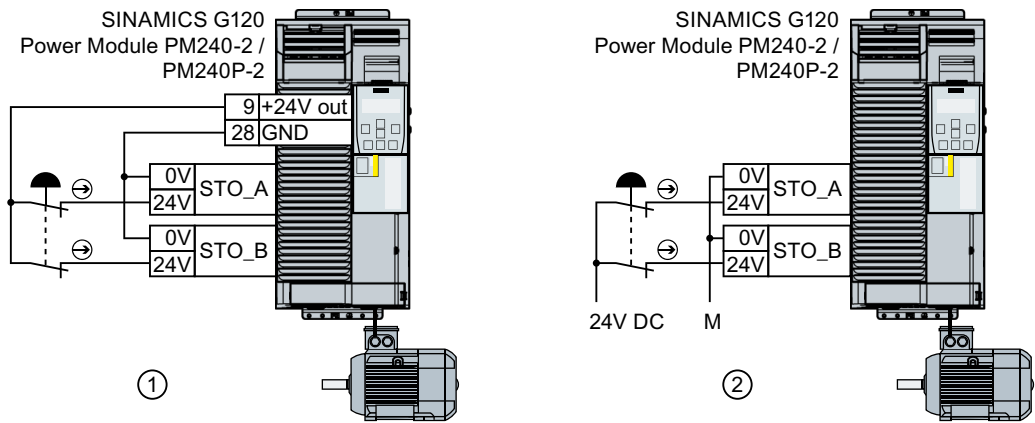 SINAMICS G120
Power Module PM240-2 /
PM240P-2
9 +24V out
28 GND
0V
STO_A
24V
0V
STO_B
24V
1
SINAMICS G120
Power Module PM240-2 /
PM240P-2
0V
STO_A
24V
0V
STO_B
24V
24V DC M
2